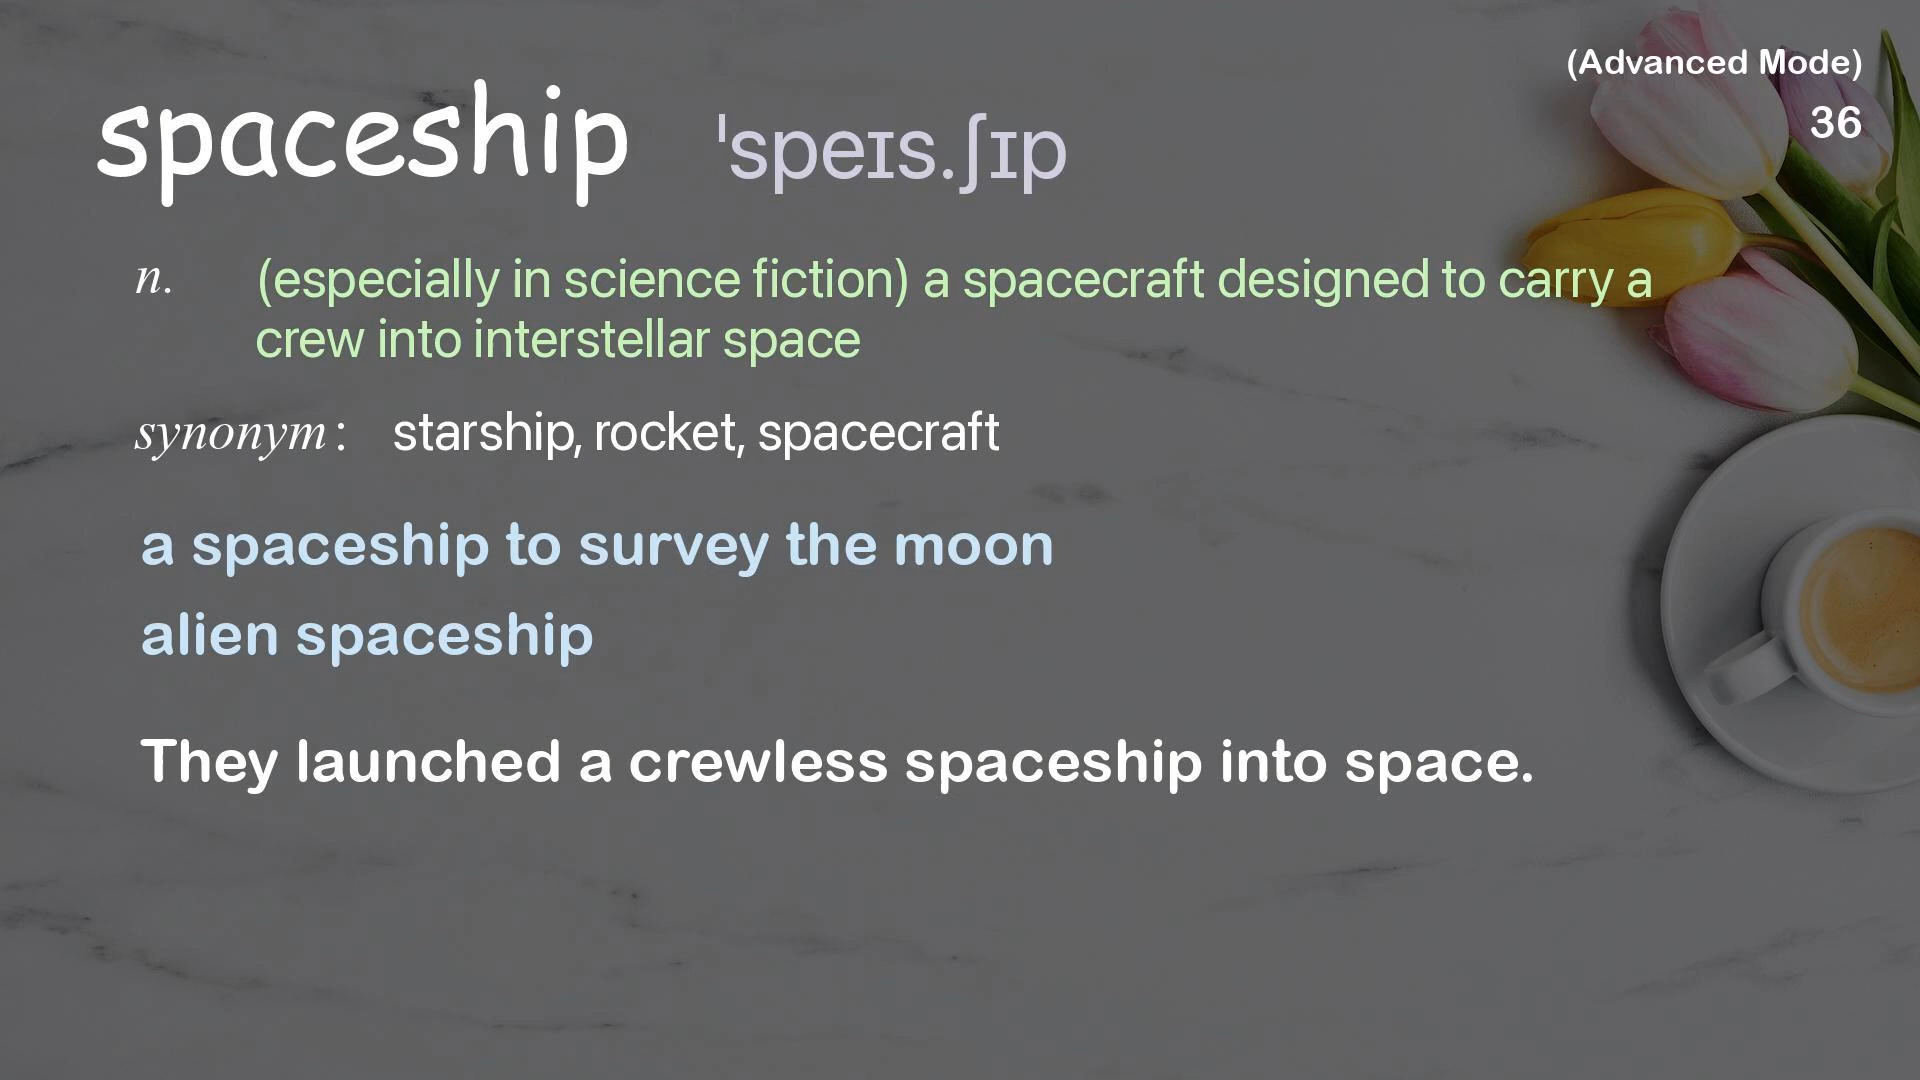 (Advanced Mode)
36
spaceship ˈspeɪs.ʃɪp
n. (especially in science fiction) a spacecraft designed to carry a
crew into interstellar space
synonym: starship, rocket, spacecraft
a spaceship to survey the moon
alien spaceship
They launched a crewless spaceship into space.